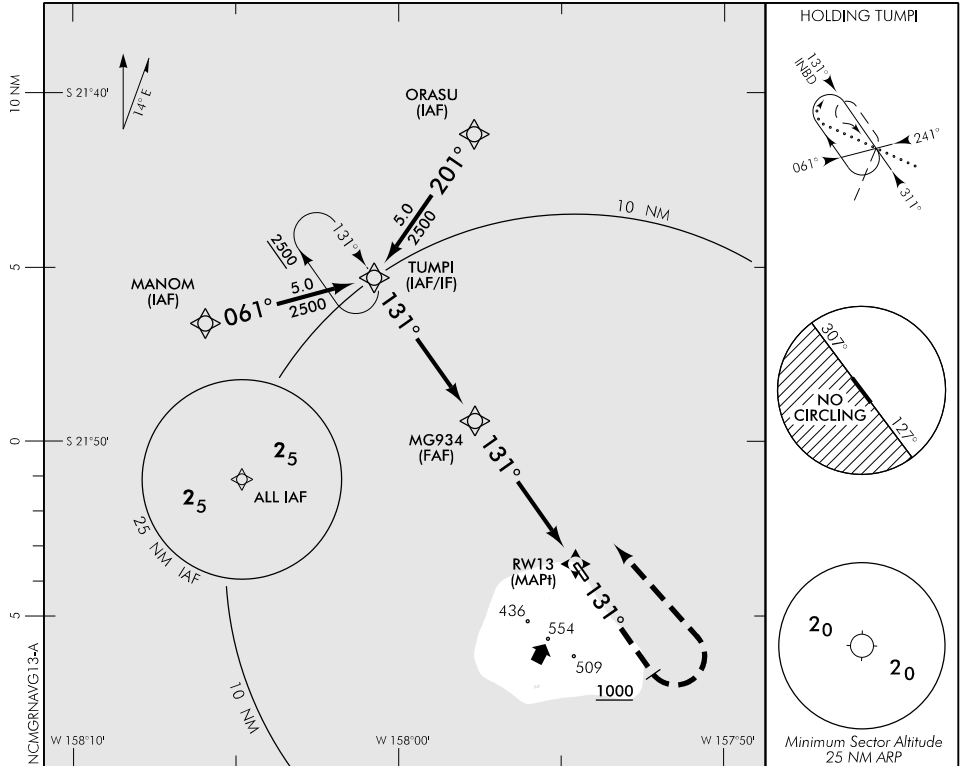 10 NM
5
0
5
NCMGRNAVG13-A
14° E
S 21°40'
S 21°50'
W 158°10'
W 158°00'
W 157°50'
ORASU
(IAF)
201°
5.0
2500
10 NM
2500
131°
TUMPI
(IAF/IF)
MANOM
(IAF)
061°
5.0
2500
131°
MG934
(FAF)
131°
25
25
ALL IAF
25 NM IAF
RW13
(MAPt)
131°
436
554
509
1000
10 NM
HOLDING TUMPI
131°
INBD
241°
061°
311°
307°
NO
CIRCLING
127°
20
20
Minimum Sector Altitude
25 NM ARP